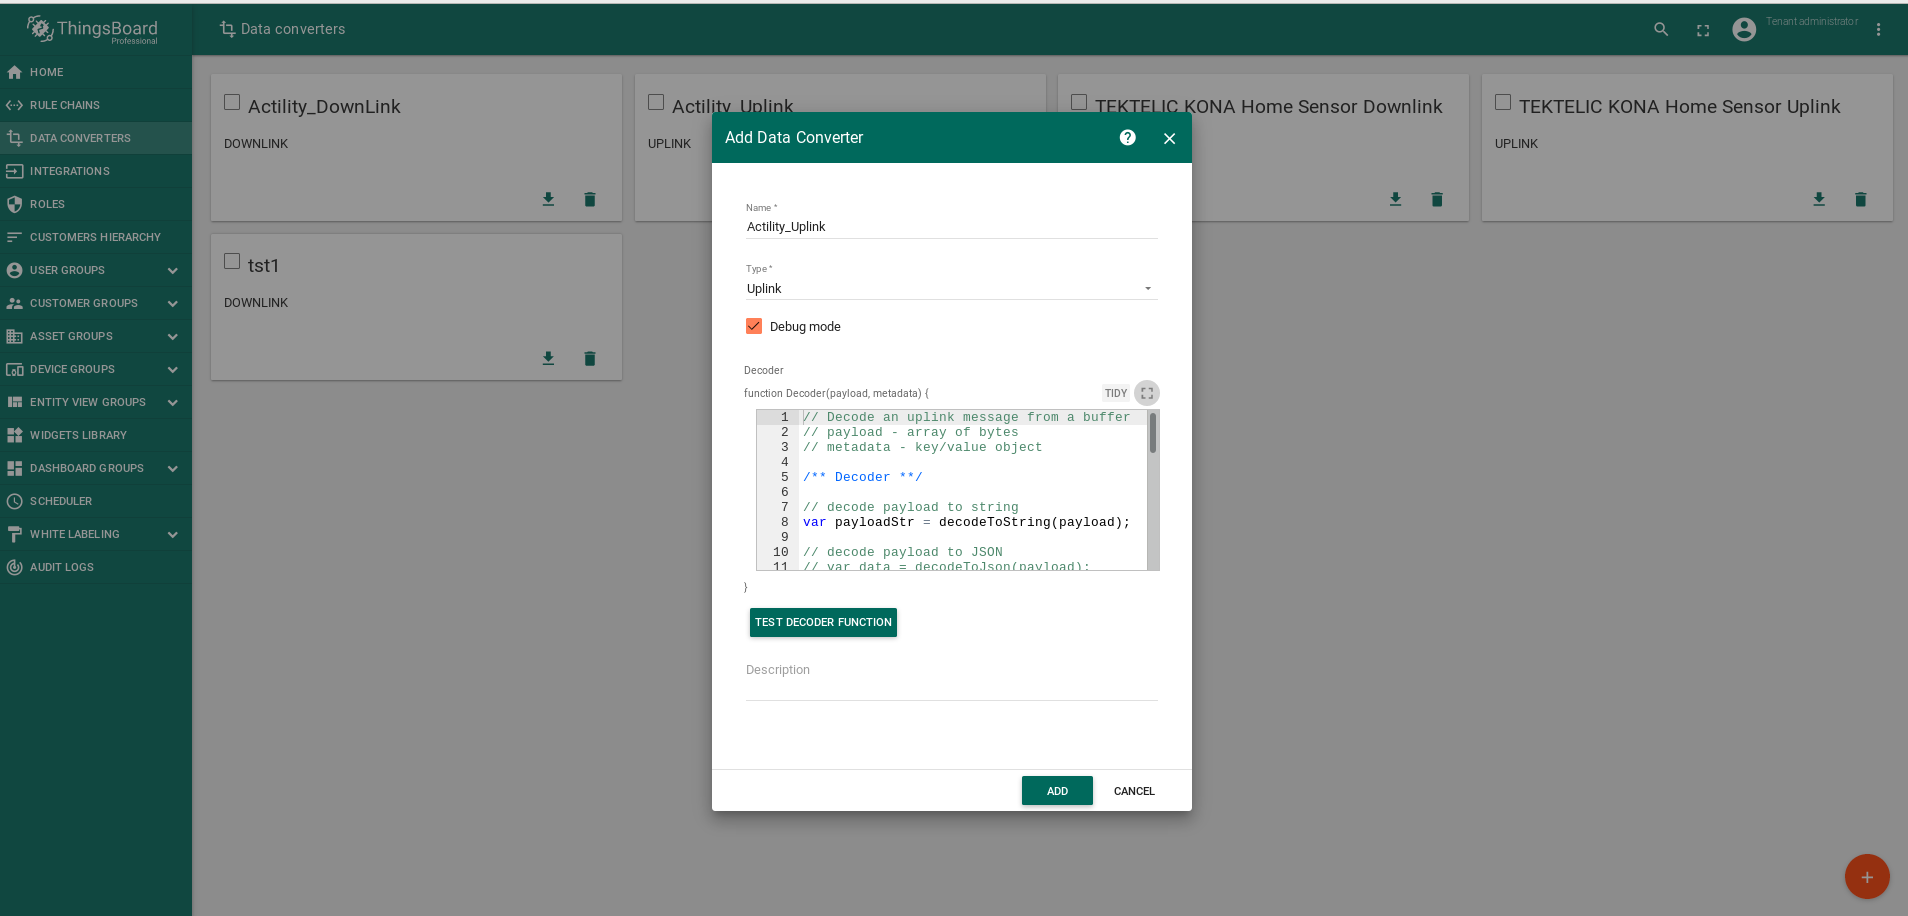 ThingsBoard
Professional
Data converters
Tenant administrator
HOME
RULE CHAINS
DATA CONVERTERS
INTEGRATIONS
ROLES
CUSTOMERS HIERARCHY
USER GROUPS
CUSTOMER GROUPS
ASSET GROUPS
DEVICE GROUPS
ENTITY VIEW GROUPS
WIDGETS LIBRARY
DASHBOARD GROUPS
SCHEDULER
WHITE LABELING
AUDIT LOGS
Actility_DownLink
DOWNLINK
Actility_Uplink
UPLINK
TEKTELIC KONA Home Sensor Downlink
TEKTELIC KONA Home Sensor Uplink
UPLINK
tst1
DOWNLINK
Add Data Converter
Name *
Actility_Uplink
Type *
Uplink
Debug mode
Decoder
function Decoder(payload, metadata) {
TIDY
1 // Decode an uplink message from a buffer
2 // payload - array of bytes
3 // metadata - key/value object
4
5 /** Decoder **/
6
7 // decode payload to string
8 var payloadStr = decodeToString(payload);
9
10 // decode payload to JSON
11 // var data = decodeToJson(payload);
}
TEST DECODER FUNCTION
Description
ADD
CANCEL